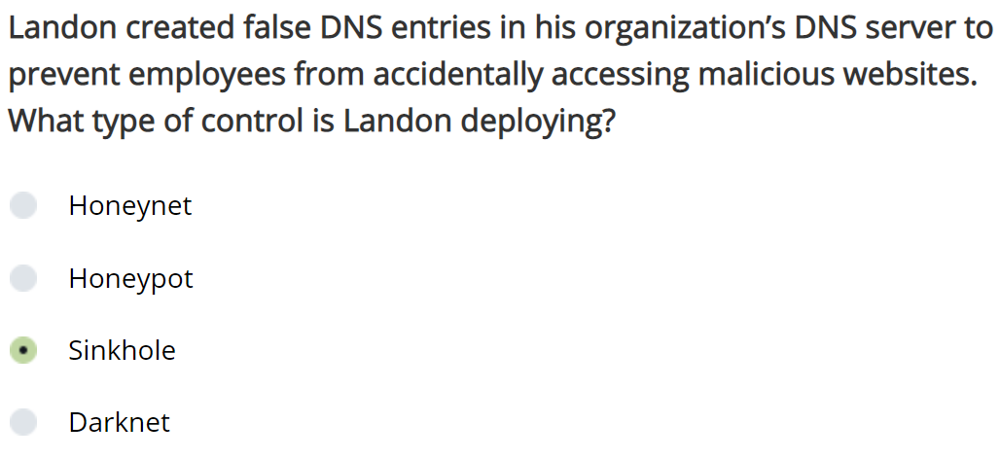 Landon created false DNS entries in his organization’s DNS server to
prevent employees from accidentally accessing malicious websites.
What type of control is Landon deploying?
Honeynet
Honeypot
Sinkhole
Darknet